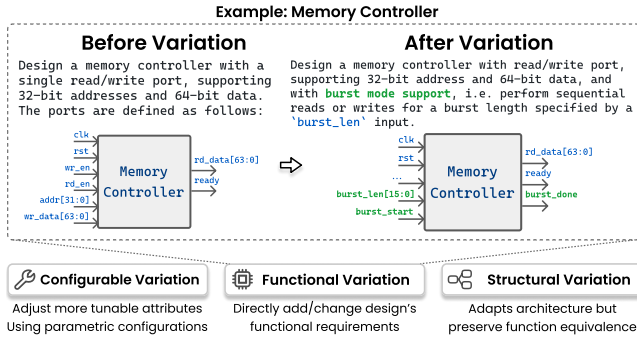 Example: Memory Controller
Before Variation
Design a memory controller with a
single read/write port, supporting
32-bit addresses and 64-bit data.
The ports are defined as follows:
clk
rst
wr_en
rd_en
addr[31:0]
wr_data[63:0]
Memory
Controller
rd_data[63:0]
ready
After Variation
Design a memory controller with read/write port,
supporting 32-bit address and 64-bit data, and
with burst mode support, i.e. perform sequential
reads or writes for a burst length specified by a
`burst_len` input.
clk
rst
...
burst_len[15:0]
burst_start
Memory
Controller
rd_data[63:0]
ready
burst_done
Configurable Variation
Adjust more tunable attributes
Using parametric configurations
Functional Variation
Directly add/change design's
functional requirements
Structural Variation
Adapts architecture but
preserve function equivalence